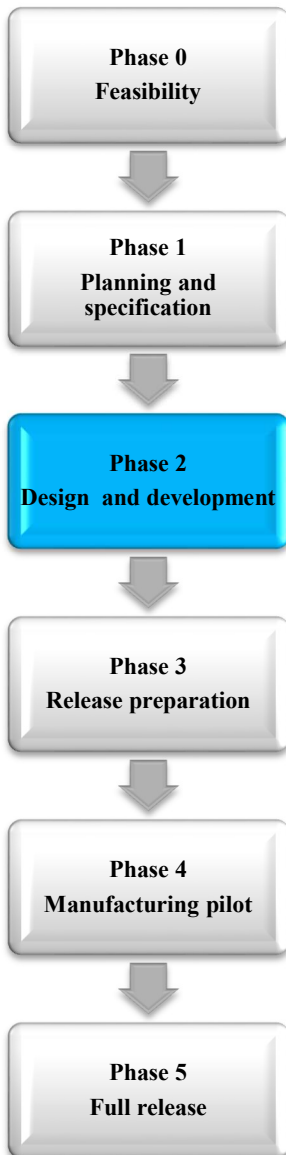 Phase 0
Feasibility
Phase 1
Planning and
specification
Phase 2
Design and development
Phase 3
Release preparation
Phase 4
Manufacturing pilot
Phase 5
Full release